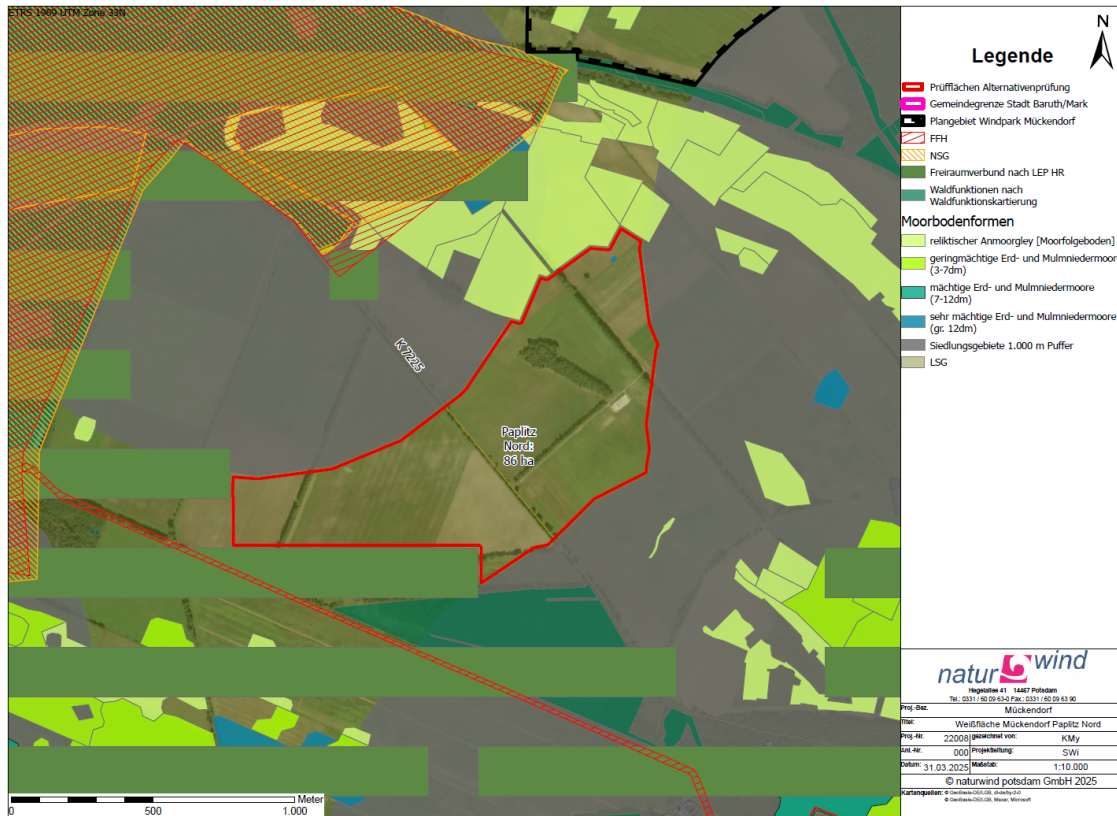 ETRS 1989 UTM Zone 33N
K 7225
Paplitz
Nord:
86 ha
Meter
0
500
1.000
N
Legende
Prüfflächen Alternativenprüfung
Gemeindegrenze Stadt Baruth/Mark
Plangebiet Windpark Mückendorf
FFH
NSG
Freiraumverbund nach LEP HR
Waldfunktionen nach
Waldfunktionskartierung
Moorbodenformen
reliktischer Anmoorgley [Moorfolgeboden]
geringmächtige Erd- und Mulmniedermoore
(3-7dm)
mächtige Erd- und Mulmniedermoore
(7-12dm)
sehr mächtige Erd- und Mulmniedermoore
(gr. 12dm)
Siedlungsgebiete 1.000 m Puffer
LSG
natur wind
Hegelallee 41 14467 Potsdam
Tel.: 0331 / 60 09 63-0 Fax.: 0331 / 60 09 63 90
Proj.-Bez. Mückendorf
Titel: Weißfläche Mückendorf Paplitz Nord
Proj.-Nr. 22008 gezeichnet von: KMy
Anl.-Nr. 000 Projektleitung: SWi
Datum: 31.03.2025 Maßstab: 1:10.000
© naturwind potsdam GmbH 2025
Kartenquellen: © GeoBasis-DE/LGB, dl-de/by-2-0
© GeoBasis-DE/LGB, Maxar, Microsoft